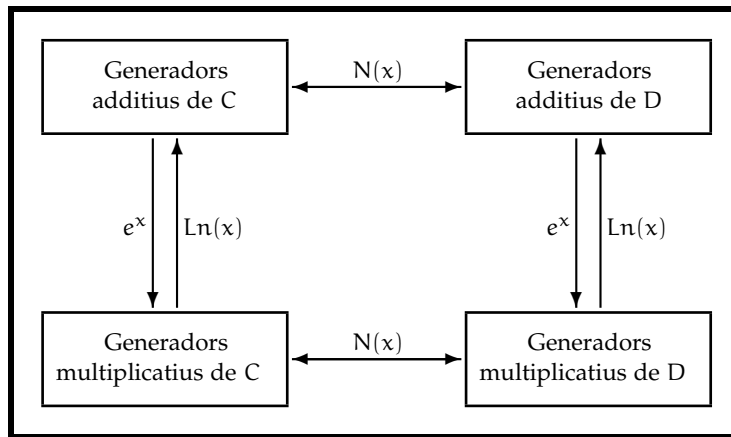 Generadors
additius de C
N(x)
Generadors
additius de D
e^x
Ln(x)
e^x
Ln(x)
Generadors
multiplicatius de C
N(x)
Generadors
multiplicatius de D